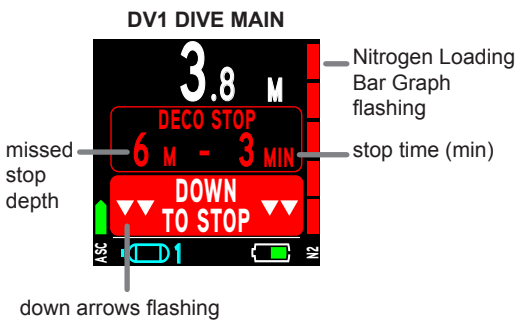 DV1 DIVE MAIN
3.8 M
Nitrogen Loading
Bar Graph
flashing
DECO STOP
6 M - 3 MIN
missed
stop
depth
stop time (min)
DOWN
TO STOP
ASC
1
N2
down arrows flashing